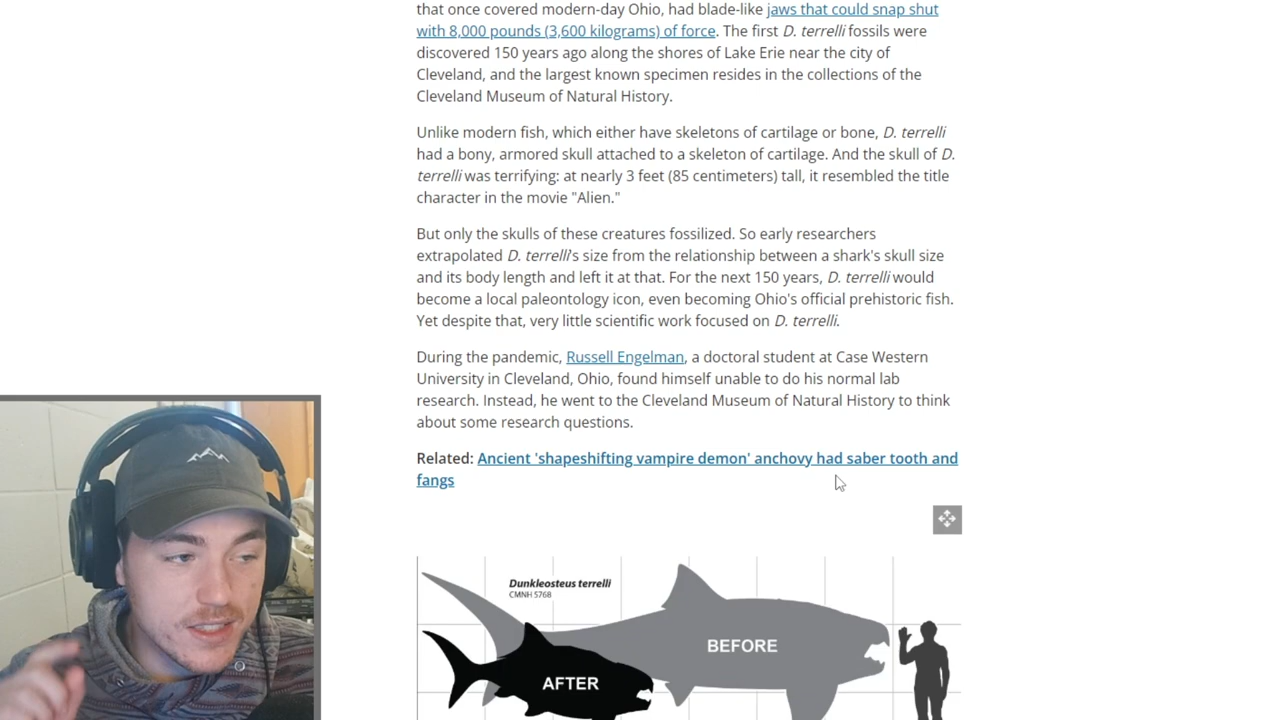 that once covered modern-day Ohio, had blade-like jaws that could snap shut
with 8,000 pounds (3,600 kilograms) of force. The first D. terrelli fossils were
discovered 150 years ago along the shores of Lake Erie near the city of
Cleveland, and the largest known specimen resides in the collections of the
Cleveland Museum of Natural History.
Unlike modern fish, which either have skeletons of cartilage or bone, D. terrelli
had a bony, armored skull attached to a skeleton of cartilage. And the skull of D.
terrelli was terrifying: at nearly 3 feet (85 centimeters) tall, it resembled the title
character in the movie "Alien."
But only the skulls of these creatures fossilized. So early researchers
extrapolated D. terrelli's size from the relationship between a shark's skull size
and its body length and left it at that. For the next 150 years, D. terrelli would
become a local paleontology icon, even becoming Ohio's official prehistoric fish.
Yet despite that, very little scientific work focused on D. terrelli.
During the pandemic, Russell Engelman, a doctoral student at Case Western
University in Cleveland, Ohio, found himself unable to do his normal lab
research. Instead, he went to the Cleveland Museum of Natural History to think
about some research questions.
Related: Ancient 'shapeshifting vampire demon' anchovy had saber tooth and
fangs
Dunkleosteus terrelli
CMNH 5768
BEFORE
AFTER